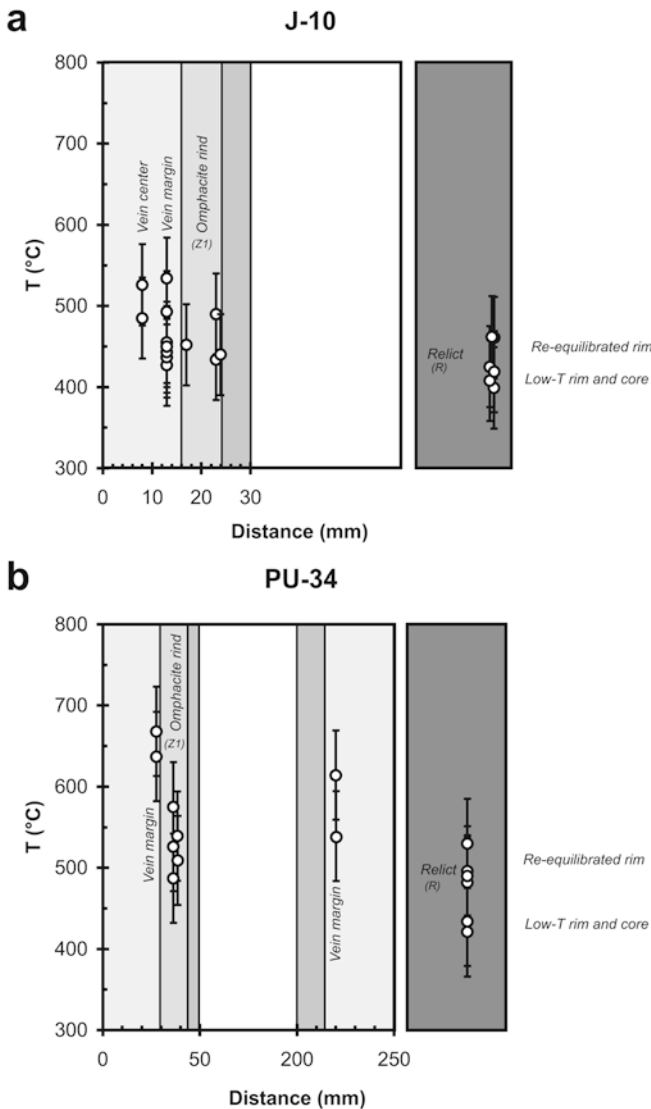 a
J-10
800
700
600
500
400
300
T (°C)
Vein center
Vein margin
Omphacite rind
(Z1)
Relict
(R)
Re-equilibrated rim
Low-T rim and core
0 10 20 30
Distance (mm)
b
PU-34
800
700
600
500
400
300
T (°C)
Vein margin
Omphacite rind
(Z1)
Vein margin
Relict
(R)
Re-equilibrated rim
Low-T rim and core
0 50 200 250
Distance (mm)